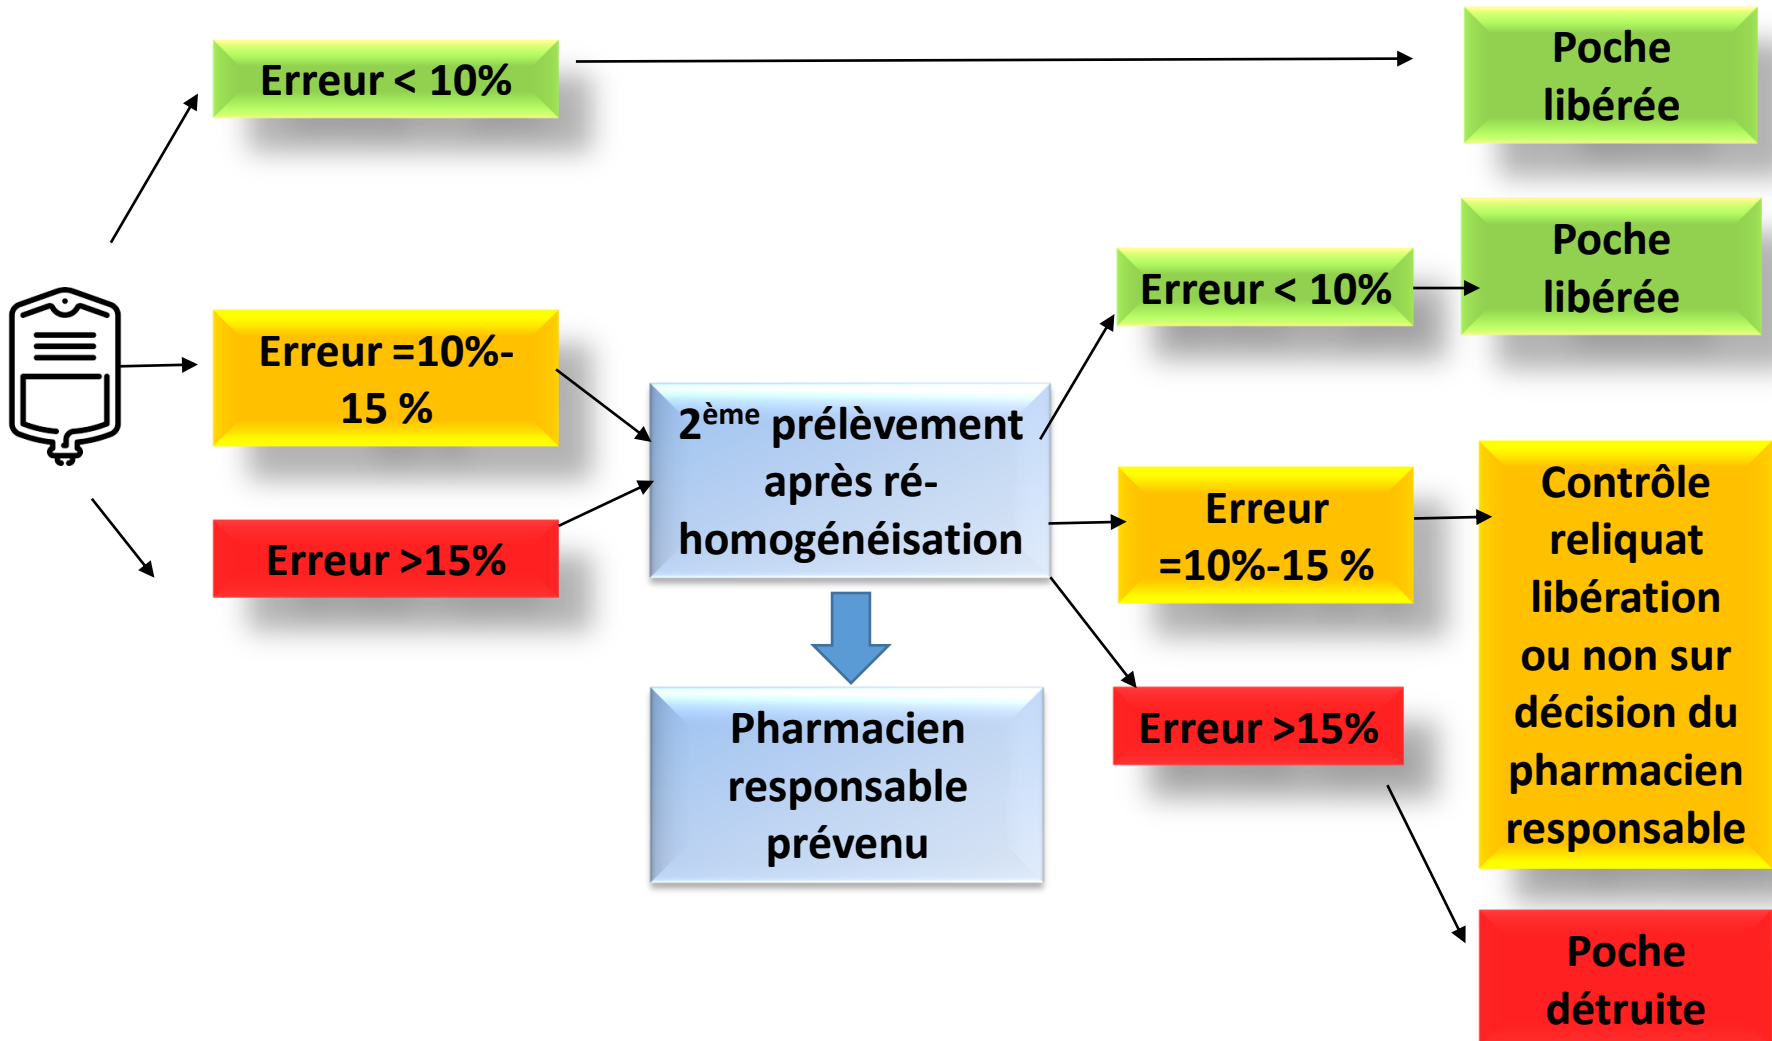 Erreur < 10%
Poche
libérée
Erreur =10%-
15 %
Erreur >15%
2ème prélèvement
après ré-
homogénéisation
Pharmacien
responsable
prévenu
Erreur < 10%
Poche
libérée
Erreur
=10%-15 %
Contrôle
reliquat
libération
ou non sur
décision du
pharmacien
responsable
Erreur >15%
Poche
détruite